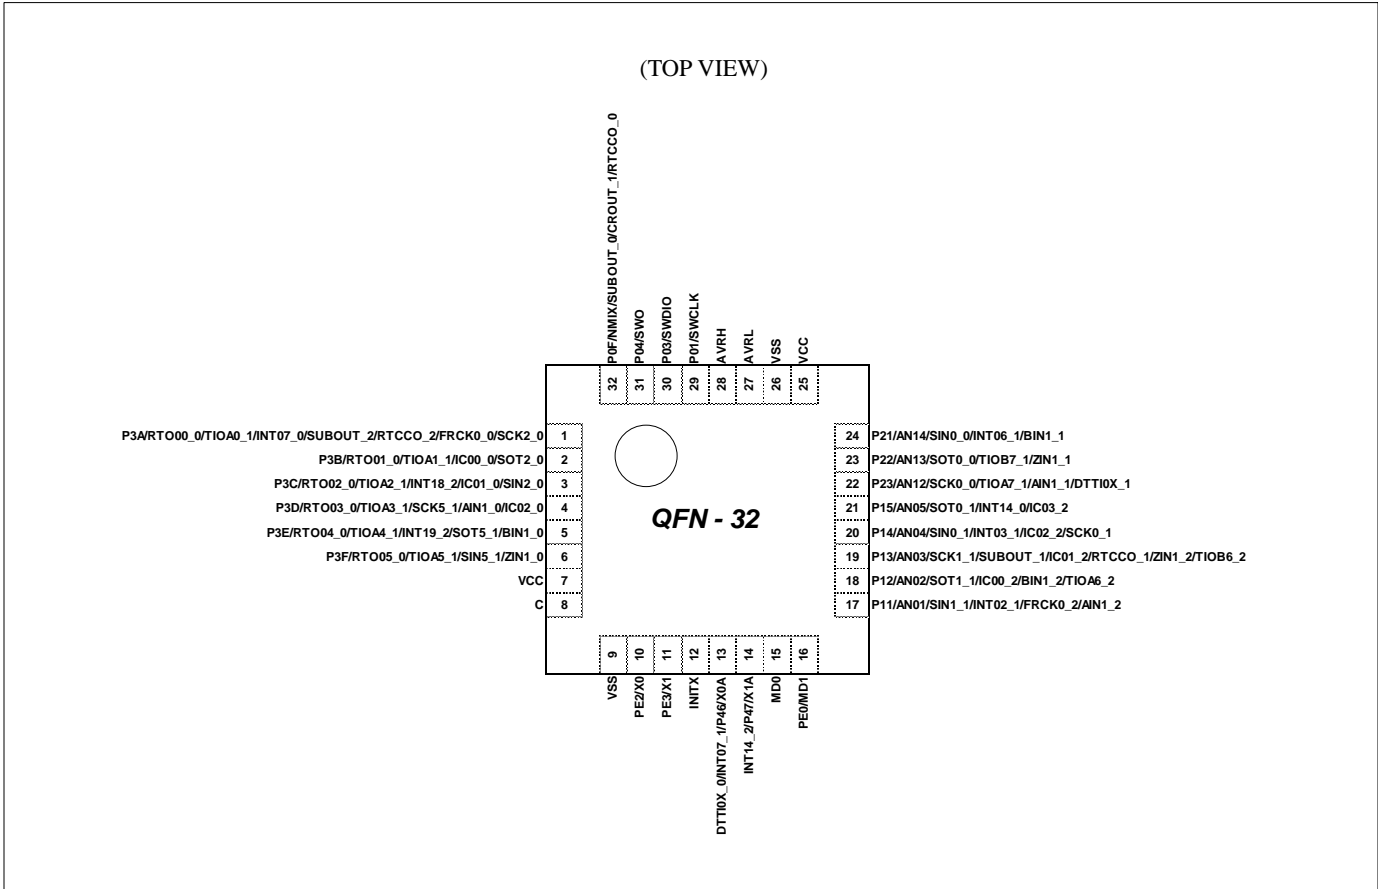 (TOP VIEW)
P0F/NMIX/SUBOUT_0/CROUT_1/RTCCO_0
P04/SWO
P03/SWDIO
P01/SWCLK
AVRH
AVRL
VSS
VCC
32
31
30
29
28
27
26
25
P3A/RTO00_0/TIOA0_1/INT07_0/SUBOUT_2/RTCCO_2/FRCK0_0/SCK2_0 1
P3B/RTO01_0/TIOA1_1/IC00_0/SOT2_0 2
P3C/RTO02_0/TIOA2_1/INT18_2/IC01_0/SIN2_0 3
P3D/RTO03_0/TIOA3_1/SCK5_1/AIN1_0/IC02_0 4
P3E/RTO04_0/TIOA4_1/INT19_2/SOT5_1/BIN1_0 5
P3F/RTO05_0/TIOA5_1/SIN5_1/ZIN1_0 6
VCC 7
C 8
QFN - 32
24 P21/AN14/SIN0_0/INT06_1/BIN1_1
23 P22/AN13/SOT0_0/TIOB7_1/ZIN1_1
22 P23/AN12/SCK0_0/TIOA7_1/AIN1_1/DTTI0X_1
21 P15/AN05/SOT0_1/INT14_0/IC03_2
20 P14/AN04/SIN0_1/INT03_1/IC02_2/SCK0_1
19 P13/AN03/SCK1_1/SUBOUT_1/IC01_2/RTCCO_1/ZIN1_2/TIOB6_2
18 P12/AN02/SOT1_1/IC00_2/BIN1_2/TIOA6_2
17 P11/AN01/SIN1_1/INT02_1/FRCK0_2/AIN1_2
9
10
11
12
13
14
15
16
VSS
PE2/X0
PE3/X1
INITX
DTTI0X_0/INT07_1/P46/X0A
INT14_2/P47/X1A
MD0
PE0/MD1